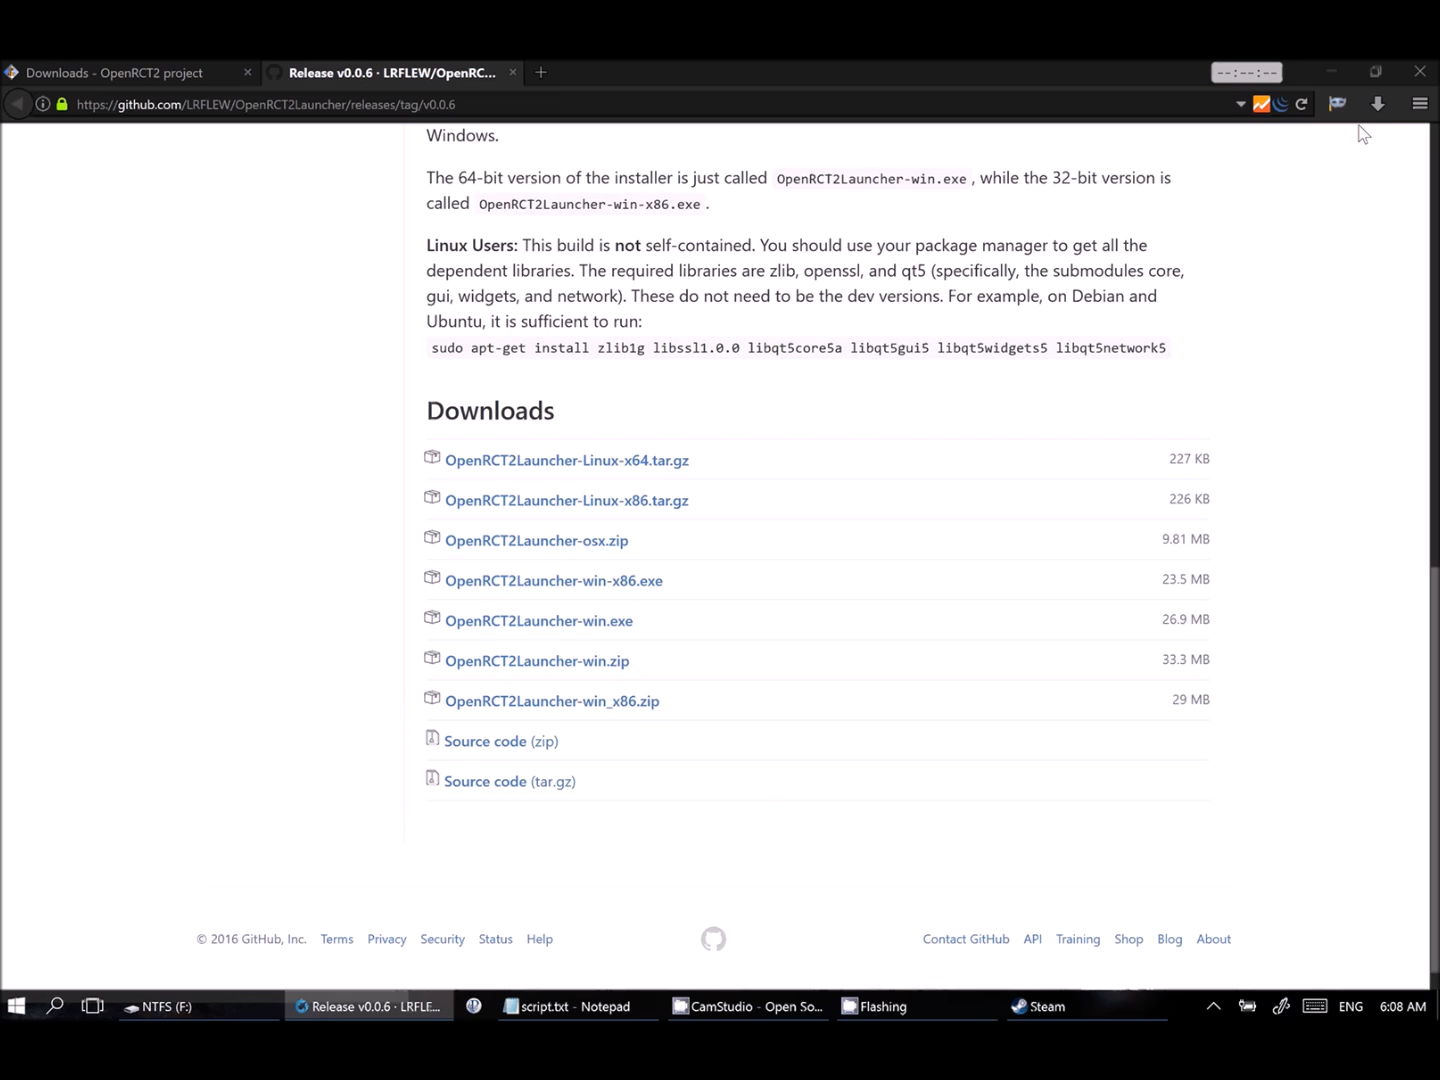 Downloads - OpenRCT2 project
Release v0.0.6 · LRFLEW/OpenRC...
--:--:--
https://github.com/LRFLEW/OpenRCT2Launcher/releases/tag/v0.0.6
Windows.
The 64-bit version of the installer is just called OpenRCT2Launcher-win.exe , while the 32-bit version is
called OpenRCT2Launcher-win-x86.exe .
Linux Users: This build is not self-contained. You should use your package manager to get all the
dependent libraries. The required libraries are zlib, openssl, and qt5 (specifically, the submodules core,
gui, widgets, and network). These do not need to be the dev versions. For example, on Debian and
Ubuntu, it is sufficient to run:
sudo apt-get install zlib1g libssl1.0.0 libqt5core5a libqt5gui5 libqt5widgets5 libqt5network5
Downloads
OpenRCT2Launcher-Linux-x64.tar.gz 227 KB
OpenRCT2Launcher-Linux-x86.tar.gz 226 KB
OpenRCT2Launcher-osx.zip 9.81 MB
OpenRCT2Launcher-win-x86.exe 23.5 MB
OpenRCT2Launcher-win.exe 26.9 MB
OpenRCT2Launcher-win.zip 33.3 MB
OpenRCT2Launcher-win_x86.zip 29 MB
Source code (zip)
Source code (tar.gz)
© 2016 GitHub, Inc. Terms Privacy Security Status Help Contact GitHub API Training Shop Blog About
NTFS (F:) Release v0.0.6 · LRFLE... script.txt - Notepad CamStudio - Open So... Flashing Steam ENG 6:08 AM